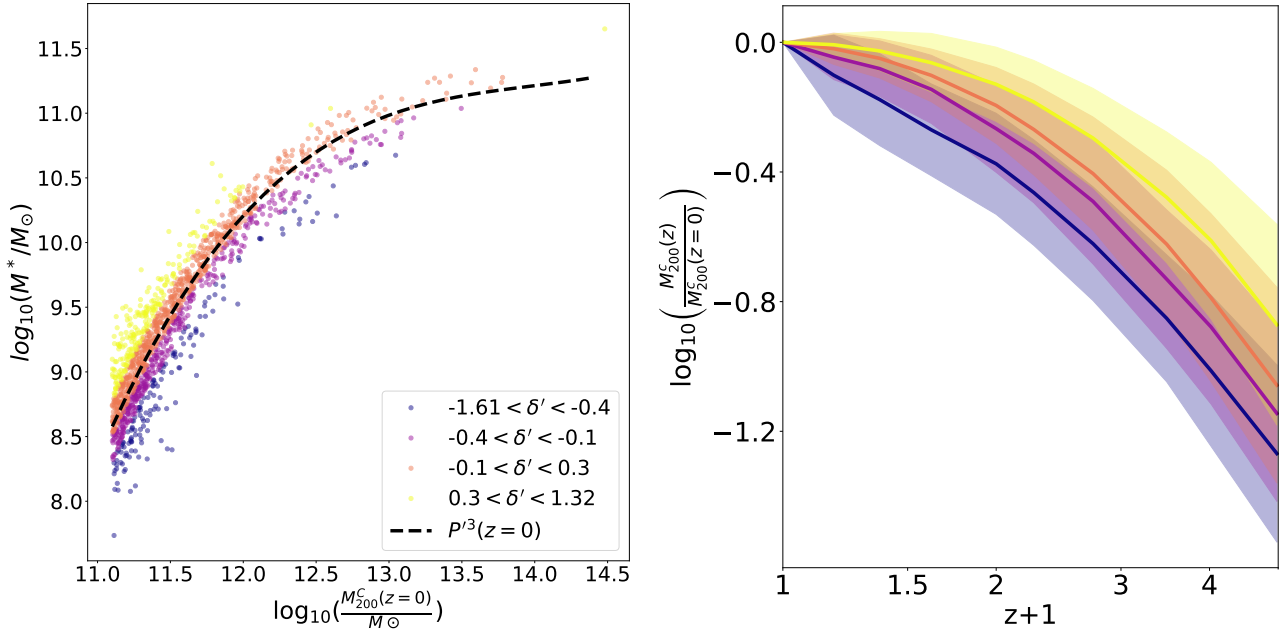 log₁₀(M*/M⊙)
11.5
11.0
10.5
10.0
9.5
9.0
8.5
8.0
-1.61 < δ′ < -0.4
-0.4 < δ′ < -0.1
-0.1 < δ′ < 0.3
0.3 < δ′ < 1.32
P′³(z = 0)
11.0 11.5 12.0 12.5 13.0 13.5 14.0 14.5
log₁₀(M₂₀₀ᶜ(z = 0)/M⊙)
log₁₀(M₂₀₀ᶜ(z)/M₂₀₀ᶜ(z = 0))
0.0
−0.4
−0.8
−1.2
1 1.5 2 3 4
z+1